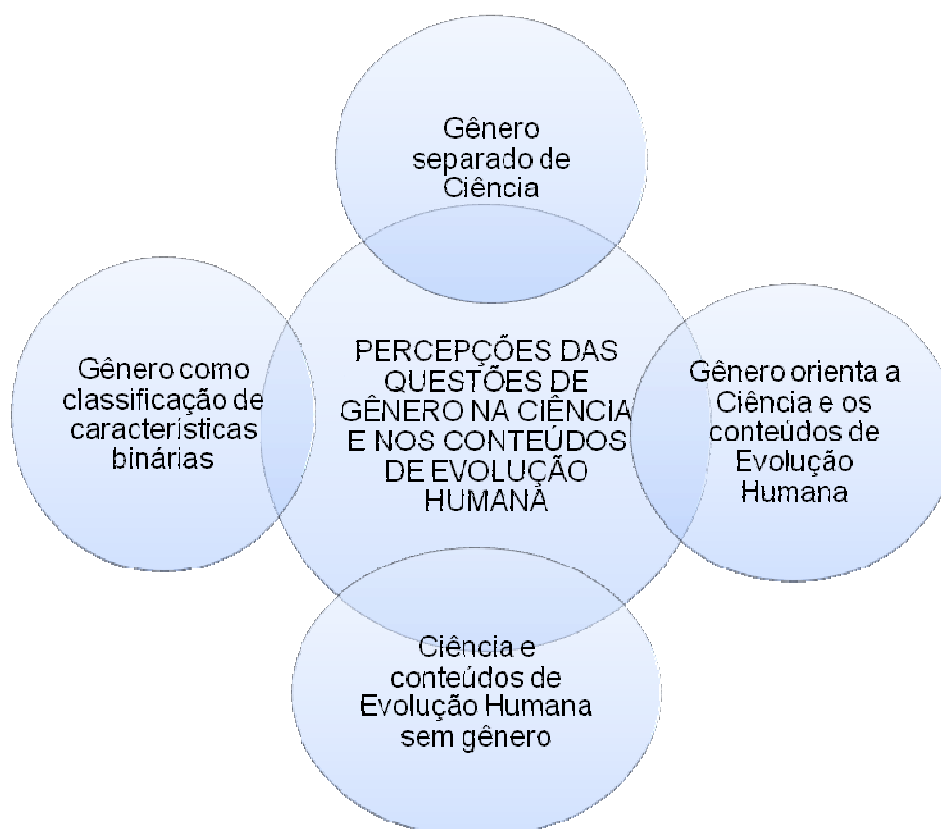 Gênero
separado de
Ciência
Gênero como
classificação de
características
binárias
PERCEPÇÕES DAS
QUESTÕES DE
GÊNERO NA CIÊNCIA
E NOS CONTEÚDOS
DE EVOLUÇÃO
HUMANA
Gênero orienta a
Ciência e os
conteúdos de
Evolução
Humana
Ciência e
conteúdos de
Evolução Humana
sem gênero